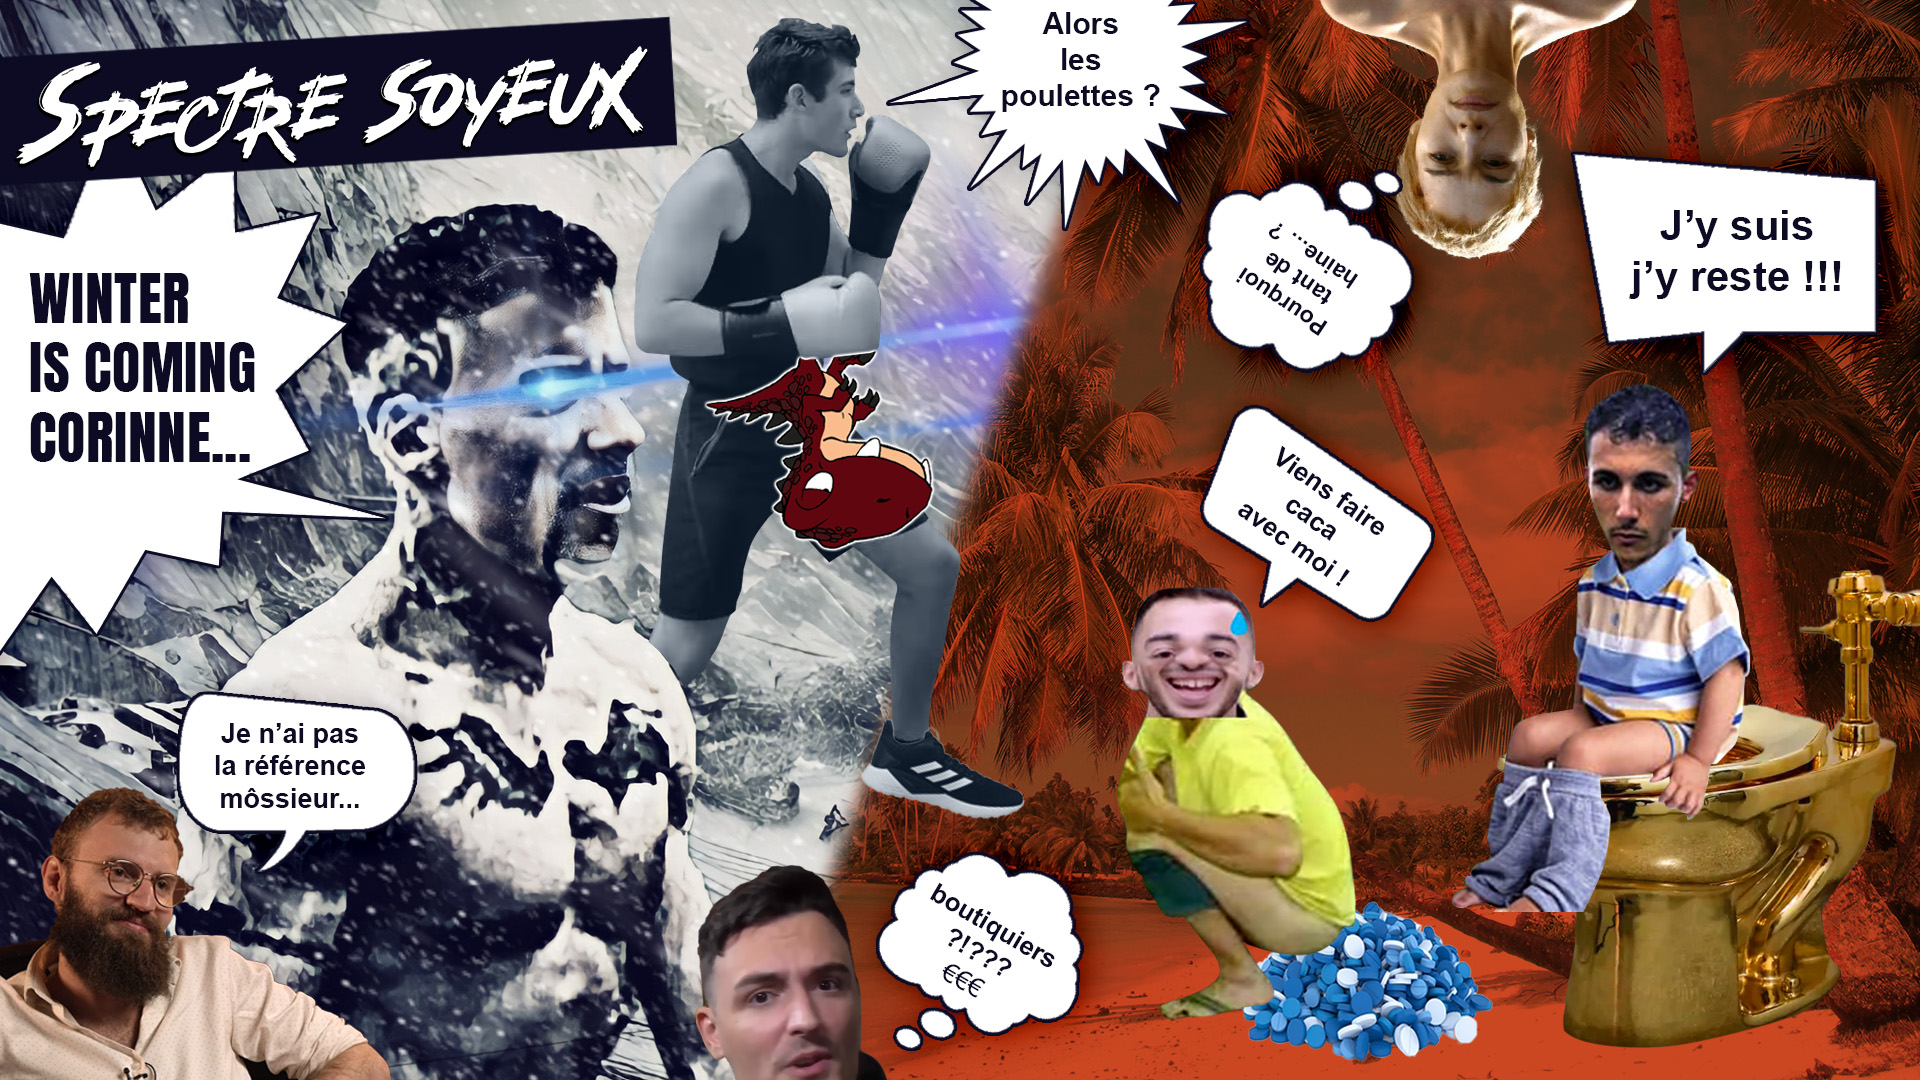 SPECTRE SOYEUX
WINTER
IS COMING
CORINNE...
Alors
les
poulettes ?
Pourquoi
tant de
haine... ?
J’y suis
j’y reste !!!
Viens faire
caca
avec moi !
Je n’ai pas
la référence
môssieur...
boutiquiers
?!???
€€€